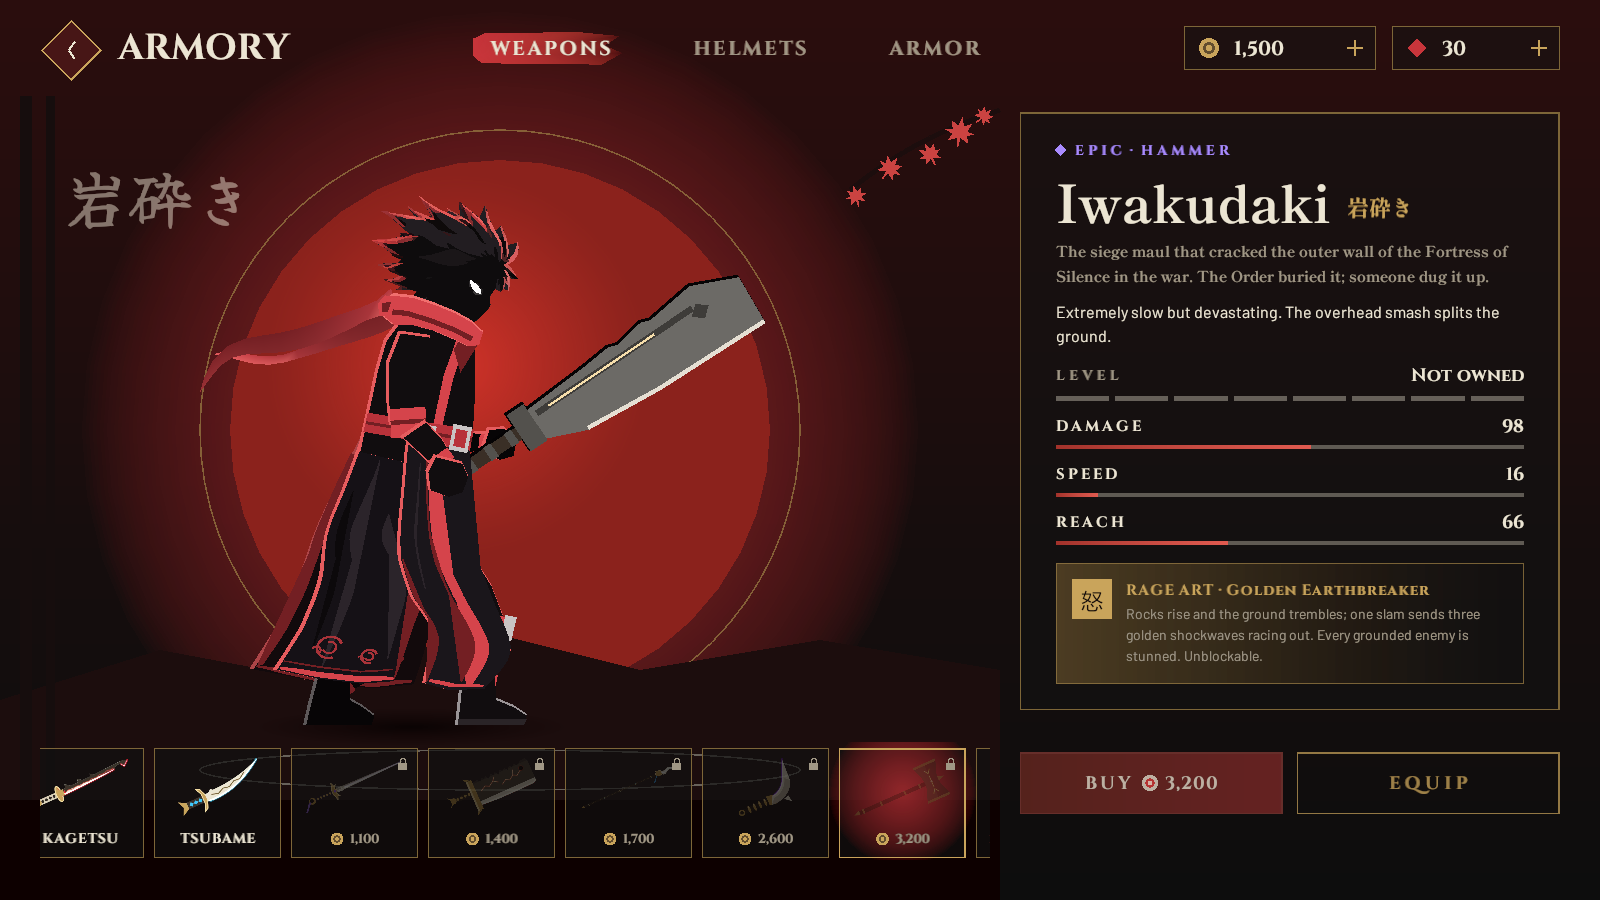 ARMORY
WEAPONS
HELMETS
ARMOR
1,500
30
岩砕き
EPIC · HAMMER
Iwakudaki 岩砕き
The siege maul that cracked the outer wall of the Fortress of
Silence in the war. The Order buried it; someone dug it up.
Extremely slow but devastating. The overhead smash splits the
ground.
LEVEL NOT OWNED
DAMAGE 98
SPEED 16
REACH 66
怒
RAGE ART · GOLDEN EARTHBREAKER
Rocks rise and the ground trembles; one slam sends three
golden shockwaves racing out. Every grounded enemy is
stunned. Unblockable.
KAGETSU
TSUBAME
1,100
1,400
1,700
2,600
3,200
BUY 3,200
EQUIP